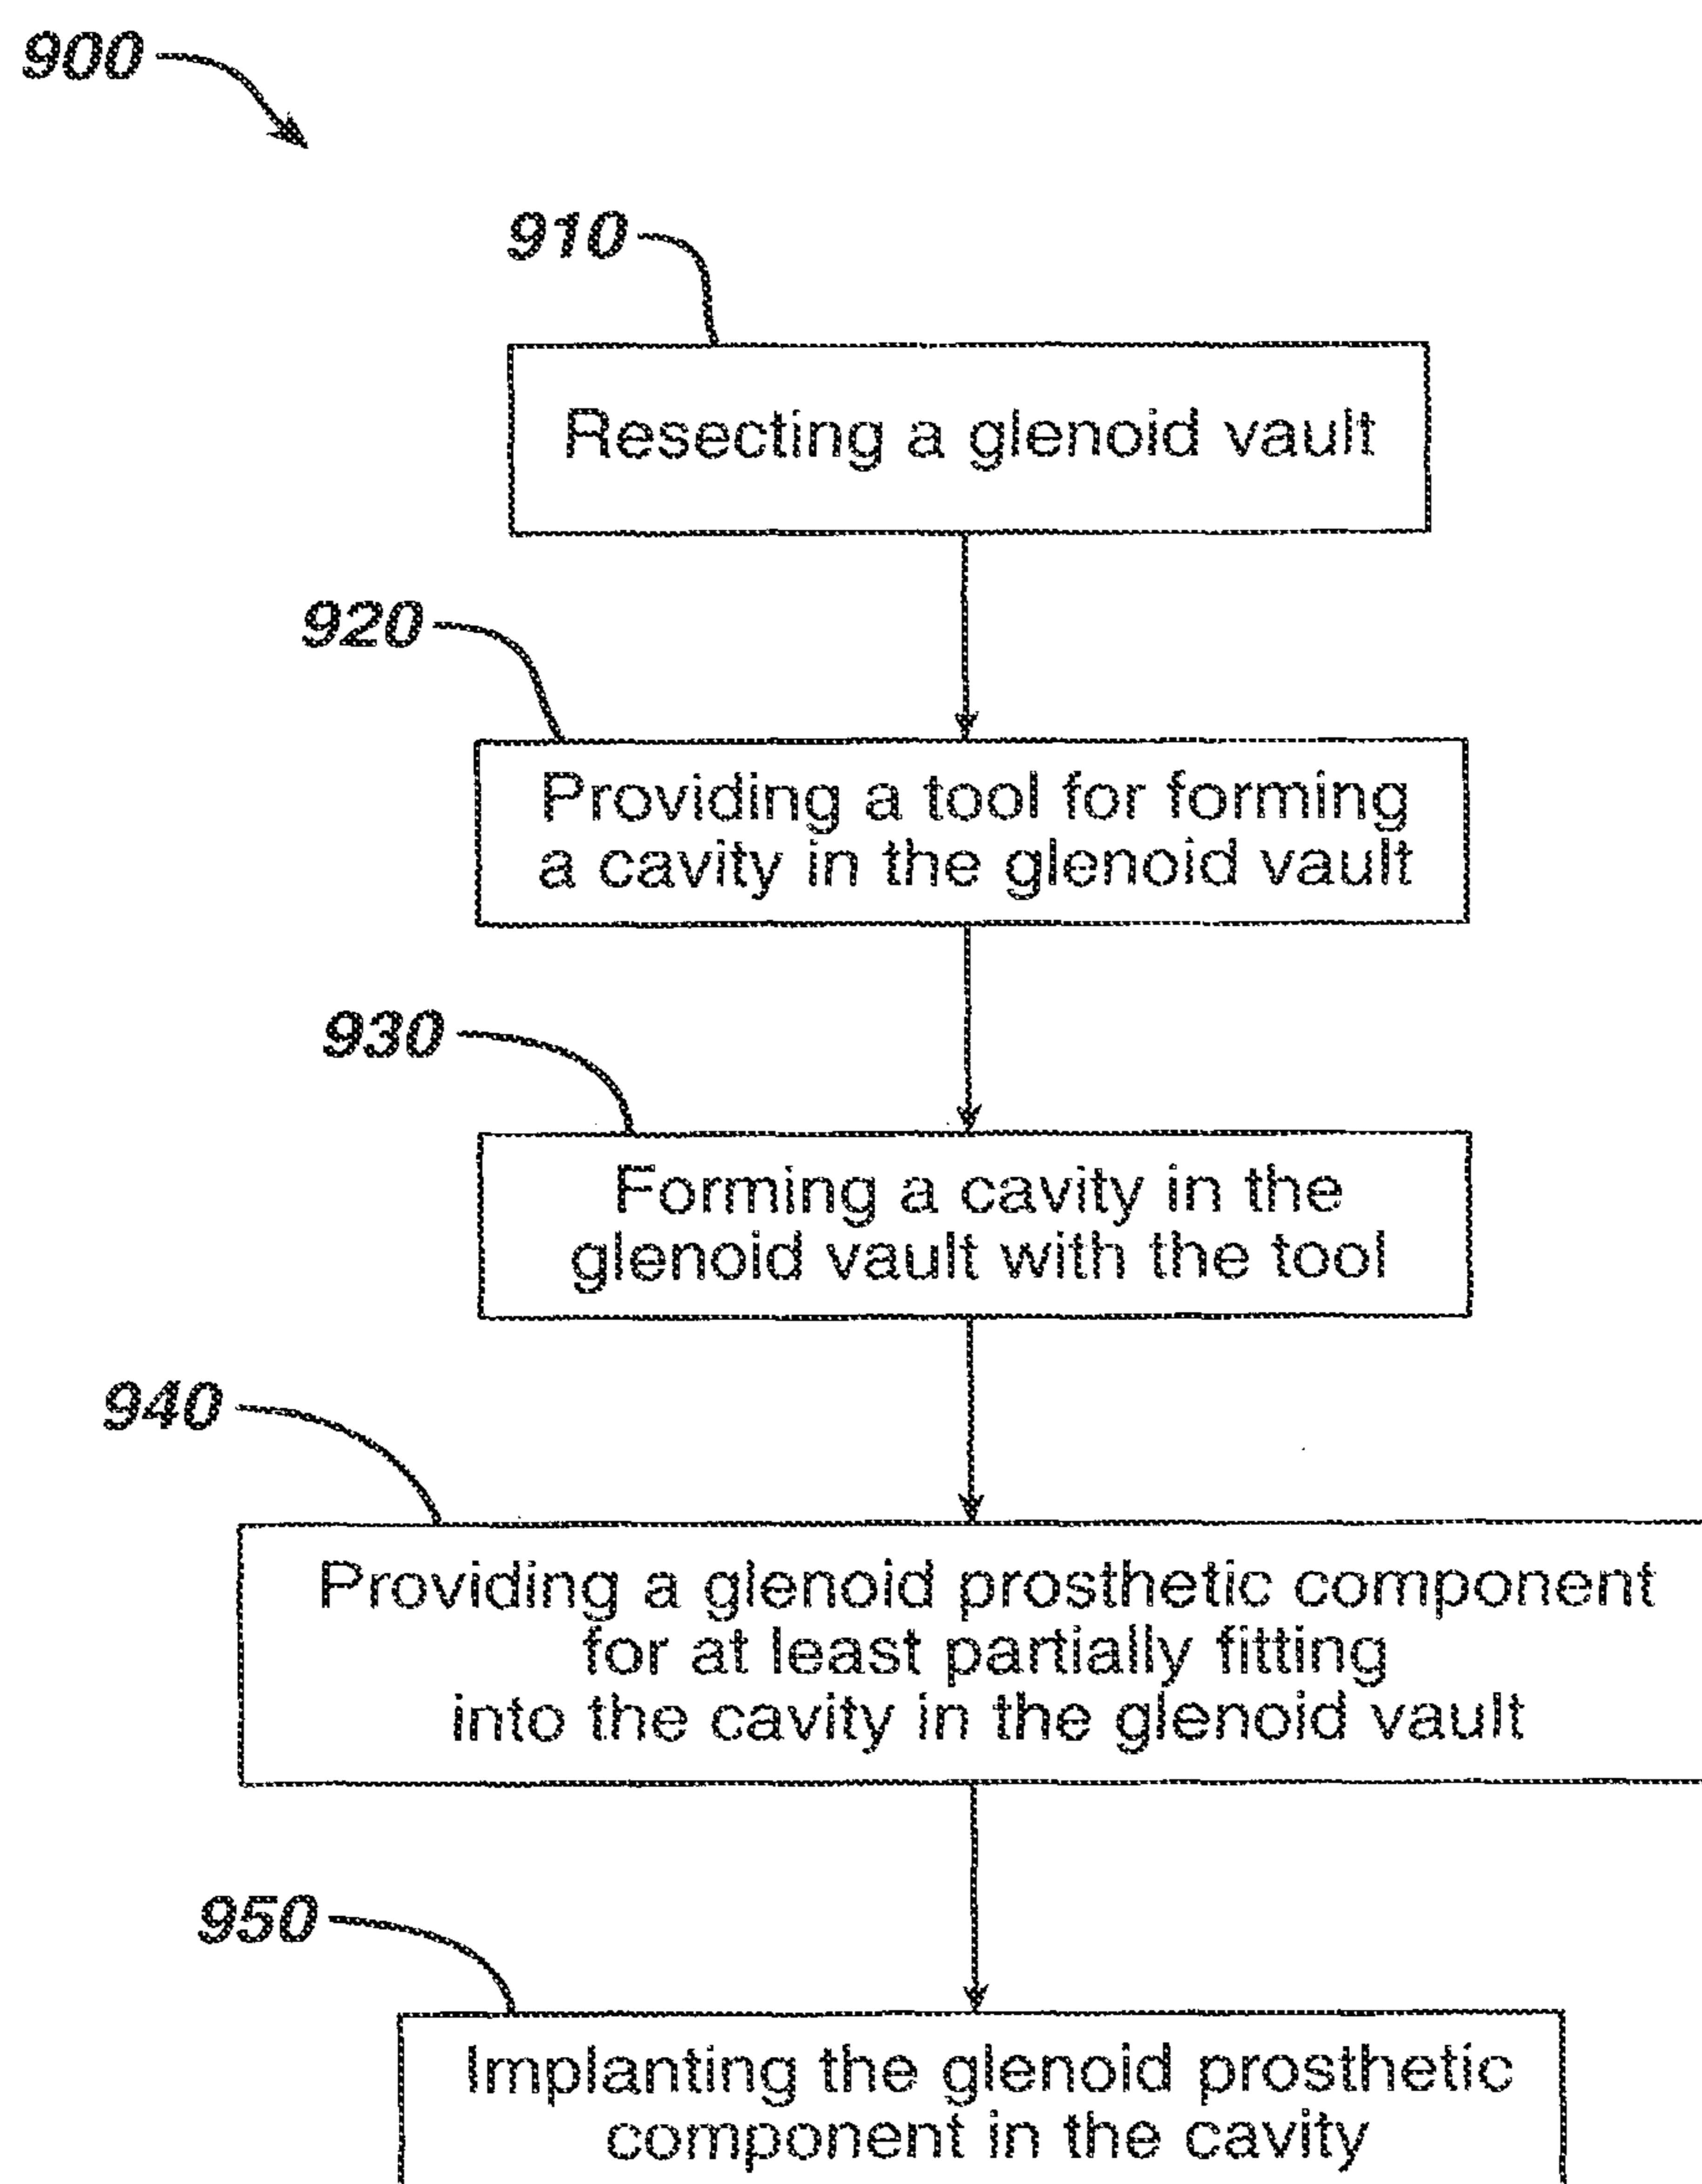 900
910
Resecting a glenoid vault
920
Providing a tool for forming
a cavity in the glenoid vault
930
Forming a cavity in the
glenoid vault with the tool
940
Providing a glenoid prosthetic component
for at least partially fitting
into the cavity in the glenoid vault
950
Implanting the glenoid prosthetic
component in the cavity